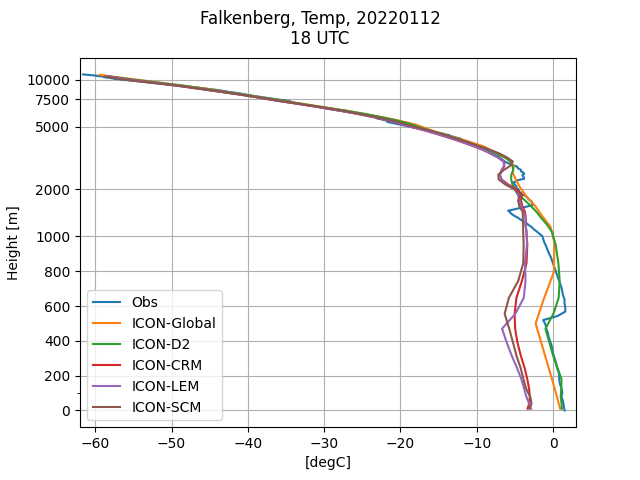 Falkenberg, Temp, 20220112
18 UTC
Height [m]
10000
7500
5000
2000
1000
800
600
400
200
0
Obs
ICON-Global
ICON-D2
ICON-CRM
ICON-LEM
ICON-SCM
−60 −50 −40 −30 −20 −10 0
[degC]